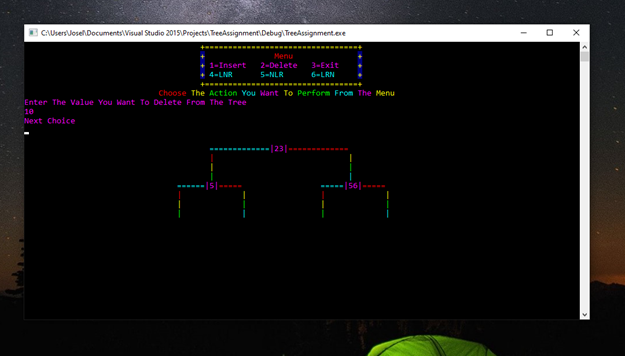 C:\Users\Josel\Documents\Visual Studio 2015\Projects\TreeAssignment\Debug\TreeAssignment.exe
+=================================+
+ Menu +
+ 1=Insert 2=Delete 3=Exit +
+ 4=LNR 5=NLR 6=LRN +
+=================================+
Choose The Action You Want To Perform From The Menu
Enter The Value You Want To Delete From The Tree
10
Next Choice
=============|23|-------------
| |
| |
| |
======|5|----- -----|56|-----
| | | |
| | | |
| | | |